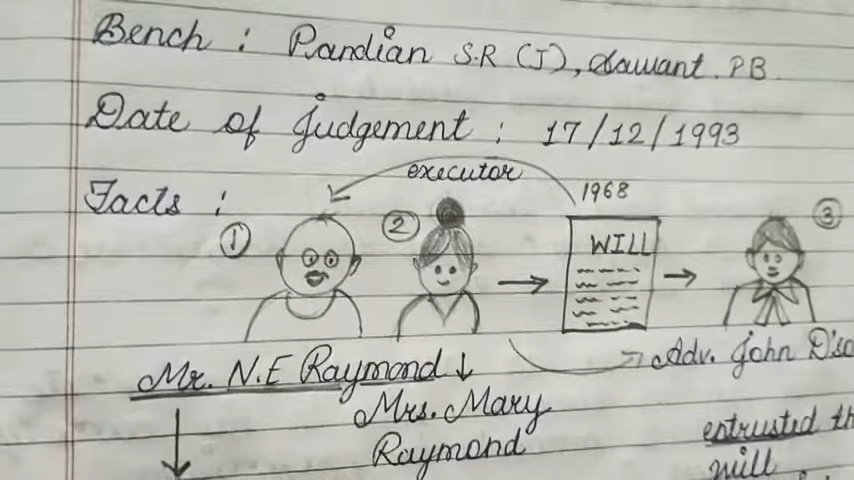 Bench : Pandian S.R (J), Sawant. P.B
Date of judgement : 17/12/1993
executor
1968
Facts :
1
2
3
WILL
Mr. N.E Raymond
Adv. John
Mrs. Mary
Raymond
entrusted
will